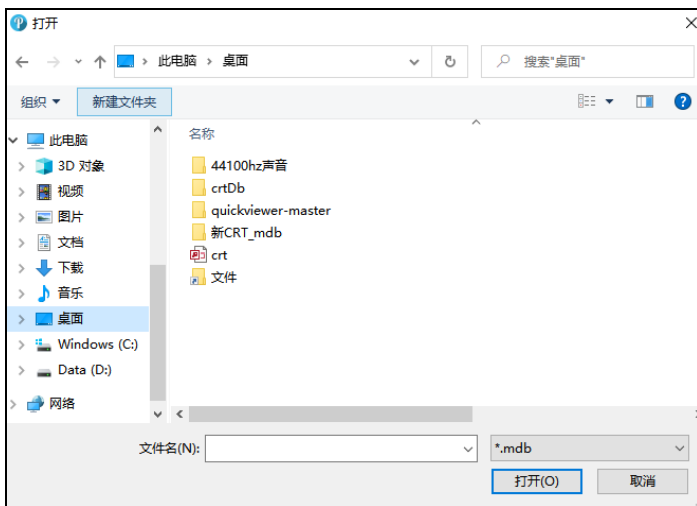 打开
此电脑 › 桌面
搜索"桌面"
组织 新建文件夹
此电脑
3D 对象
视频
图片
文档
下载
音乐
桌面
Windows (C:)
Data (D:)
网络
名称
44100hz声音
crtDb
quickviewer-master
新CRT_mdb
crt
文件
文件名(N):
*.mdb
打开(O) 取消